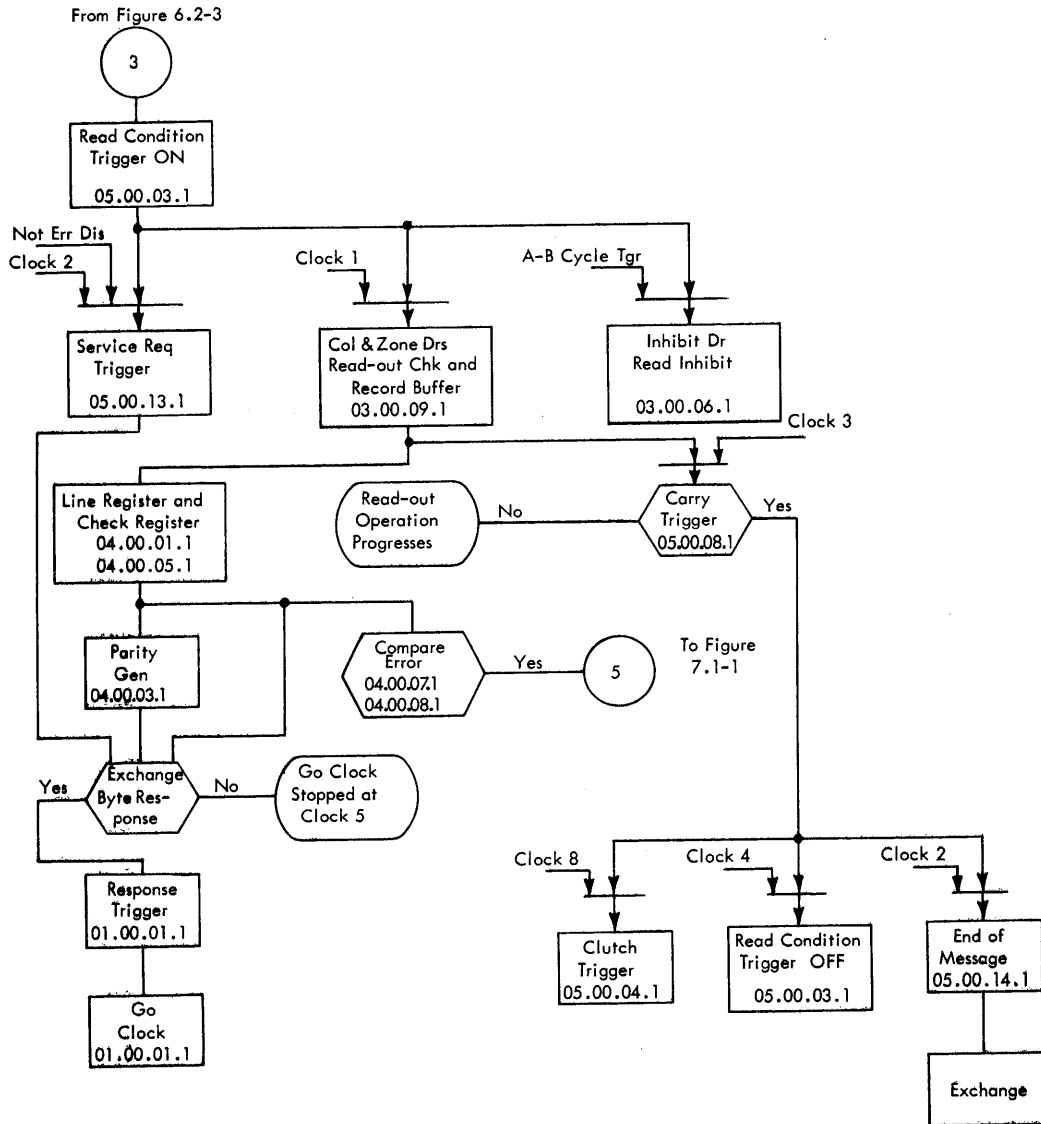 From Figure 6.2-3
3
Read Condition
Trigger ON
05.00.03.1
Not Err Dis
Clock 2
Clock 1
A-B Cycle Tgr
Service Req
Trigger
05.00.13.1
Col & Zone Drs
Read-out Chk and
Record Buffer
03.00.09.1
Inhibit Dr
Read Inhibit
03.00.06.1
Clock 3
Line Register and
Check Register
04.00.01.1
04.00.05.1
Read-out
Operation
Progresses
No
Carry
Trigger
05.00.08.1
Yes
Parity
Gen
04.00.03.1
Compare
Error
04.00.07.1
04.00.08.1
Yes
5
To Figure
7.1-1
Yes
Exchange
Byte Res-
ponse
No
Go Clock
Stopped at
Clock 5
Response
Trigger
01.00.01.1
Go
Clock
01.00.01.1
Clock 8
Clock 4
Clock 2
Clutch
Trigger
05.00.04.1
Read Condition
Trigger OFF
05.00.03.1
End of
Message
05.00.14.1
Exchange